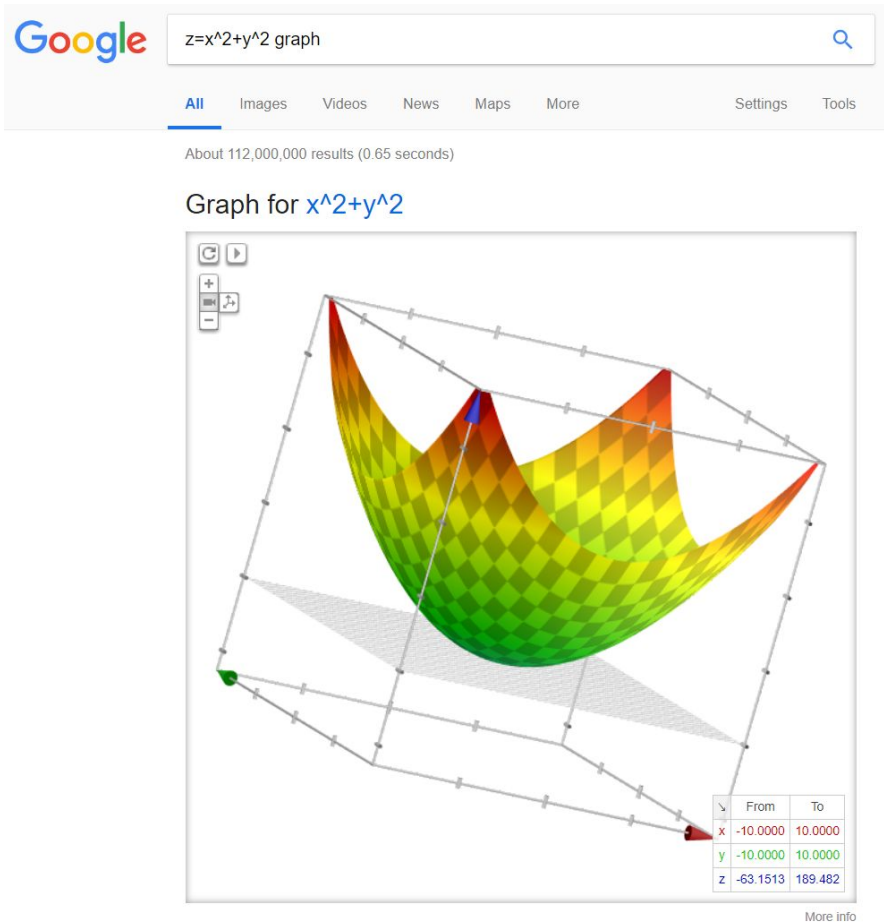 Google
z=x^2+y^2 graph
All Images Videos News Maps More Settings Tools
About 112,000,000 results (0.65 seconds)
Graph for x^2+y^2
+
−
From To
x -10.0000 10.0000
y -10.0000 10.0000
z -63.1513 189.482
More info